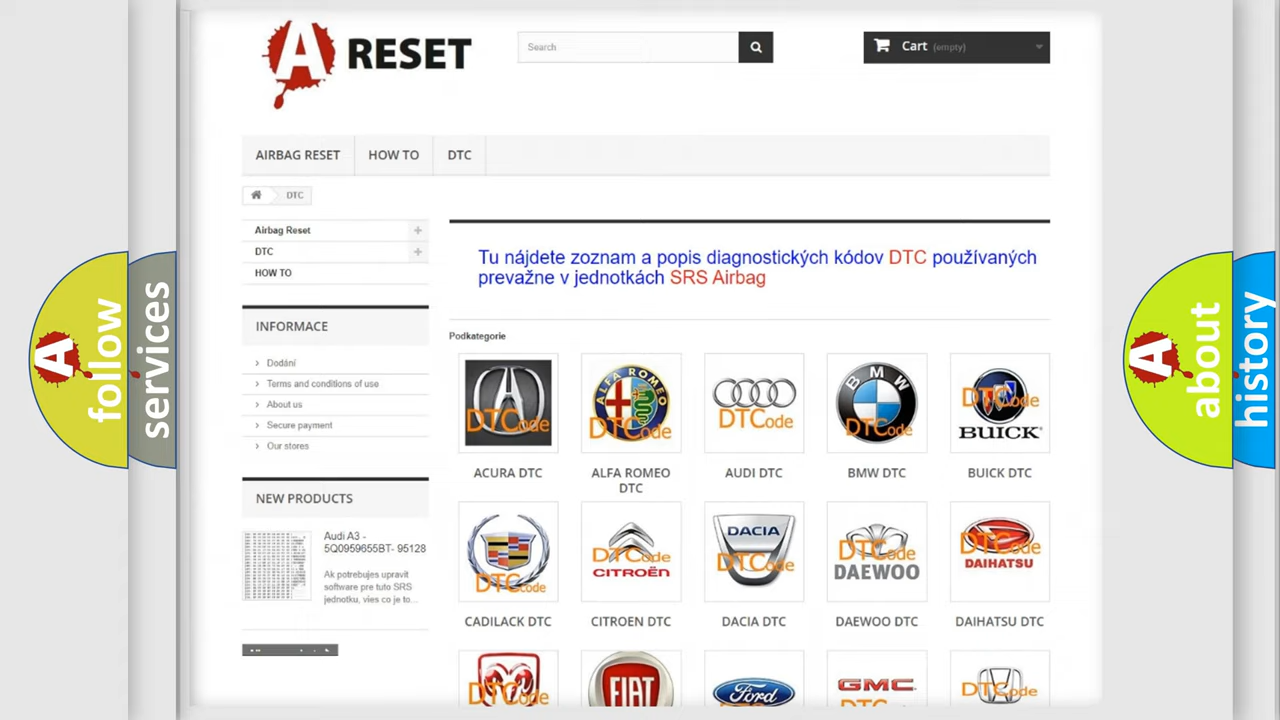 follow
services
A RESET
Search
Cart (empty)
AIRBAG RESET
HOW TO
DTC
DTC
Airbag Reset
DTC
HOW TO
INFORMACE
Dodání
Terms and conditions of use
About us
Secure payment
Our stores
NEW PRODUCTS
Audi A3 -
5Q0959655BT- 95128
Ak potrebujes upravit
software pre tuto SRS
jednotku, vies co je to...
Tu nájdete zoznam a popis diagnostických kódov DTC používaných
prevažne v jednotkách SRS Airbag
Podkategorie
DTCode
ALFA ROMEO
DTCode
DTCode
BMW
DTCode
DTCode
BUICK
ACURA DTC
ALFA ROMEO
DTC
AUDI DTC
BMW DTC
BUICK DTC
DTCode
DTCode
CITROËN
DACIA
DTCode
DTCode
DAEWOO
DTCode
DAIHATSU
CADILACK DTC
CITROEN DTC
DACIA DTC
DAEWOO DTC
DAIHATSU DTC
DTCode
FIAT
Ford
GMC
DTCode
A
about
history